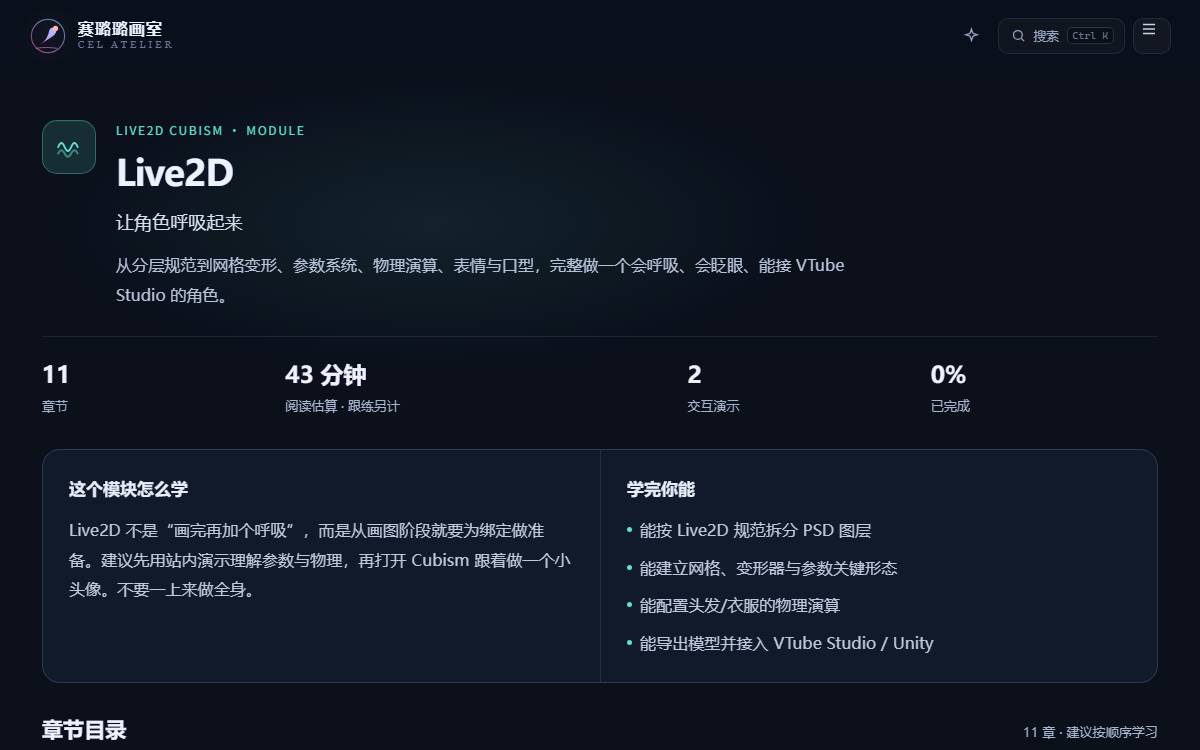 赛璐璐画室
CEL ATELIER
搜索 Ctrl K
LIVE2D CUBISM · MODULE
Live2D
让角色呼吸起来
从分层规范到网格变形、参数系统、物理演算、表情与口型，完整做一个会呼吸、会眨眼、能接 VTube
Studio 的角色。
11
章节
43 分钟
阅读估算 · 跟练另计
2
交互演示
0%
已完成
这个模块怎么学
Live2D 不是“画完再加个呼吸”，而是从画图阶段就要为绑定做准
备。建议先用站内演示理解参数与物理，再打开 Cubism 跟着做一个小
头像。不要一上来做全身。
学完你能
• 能按 Live2D 规范拆分 PSD 图层
• 能建立网格、变形器与参数关键形态
• 能配置头发/衣服的物理演算
• 能导出模型并接入 VTube Studio / Unity
章节目录
11 章 · 建议按顺序学习